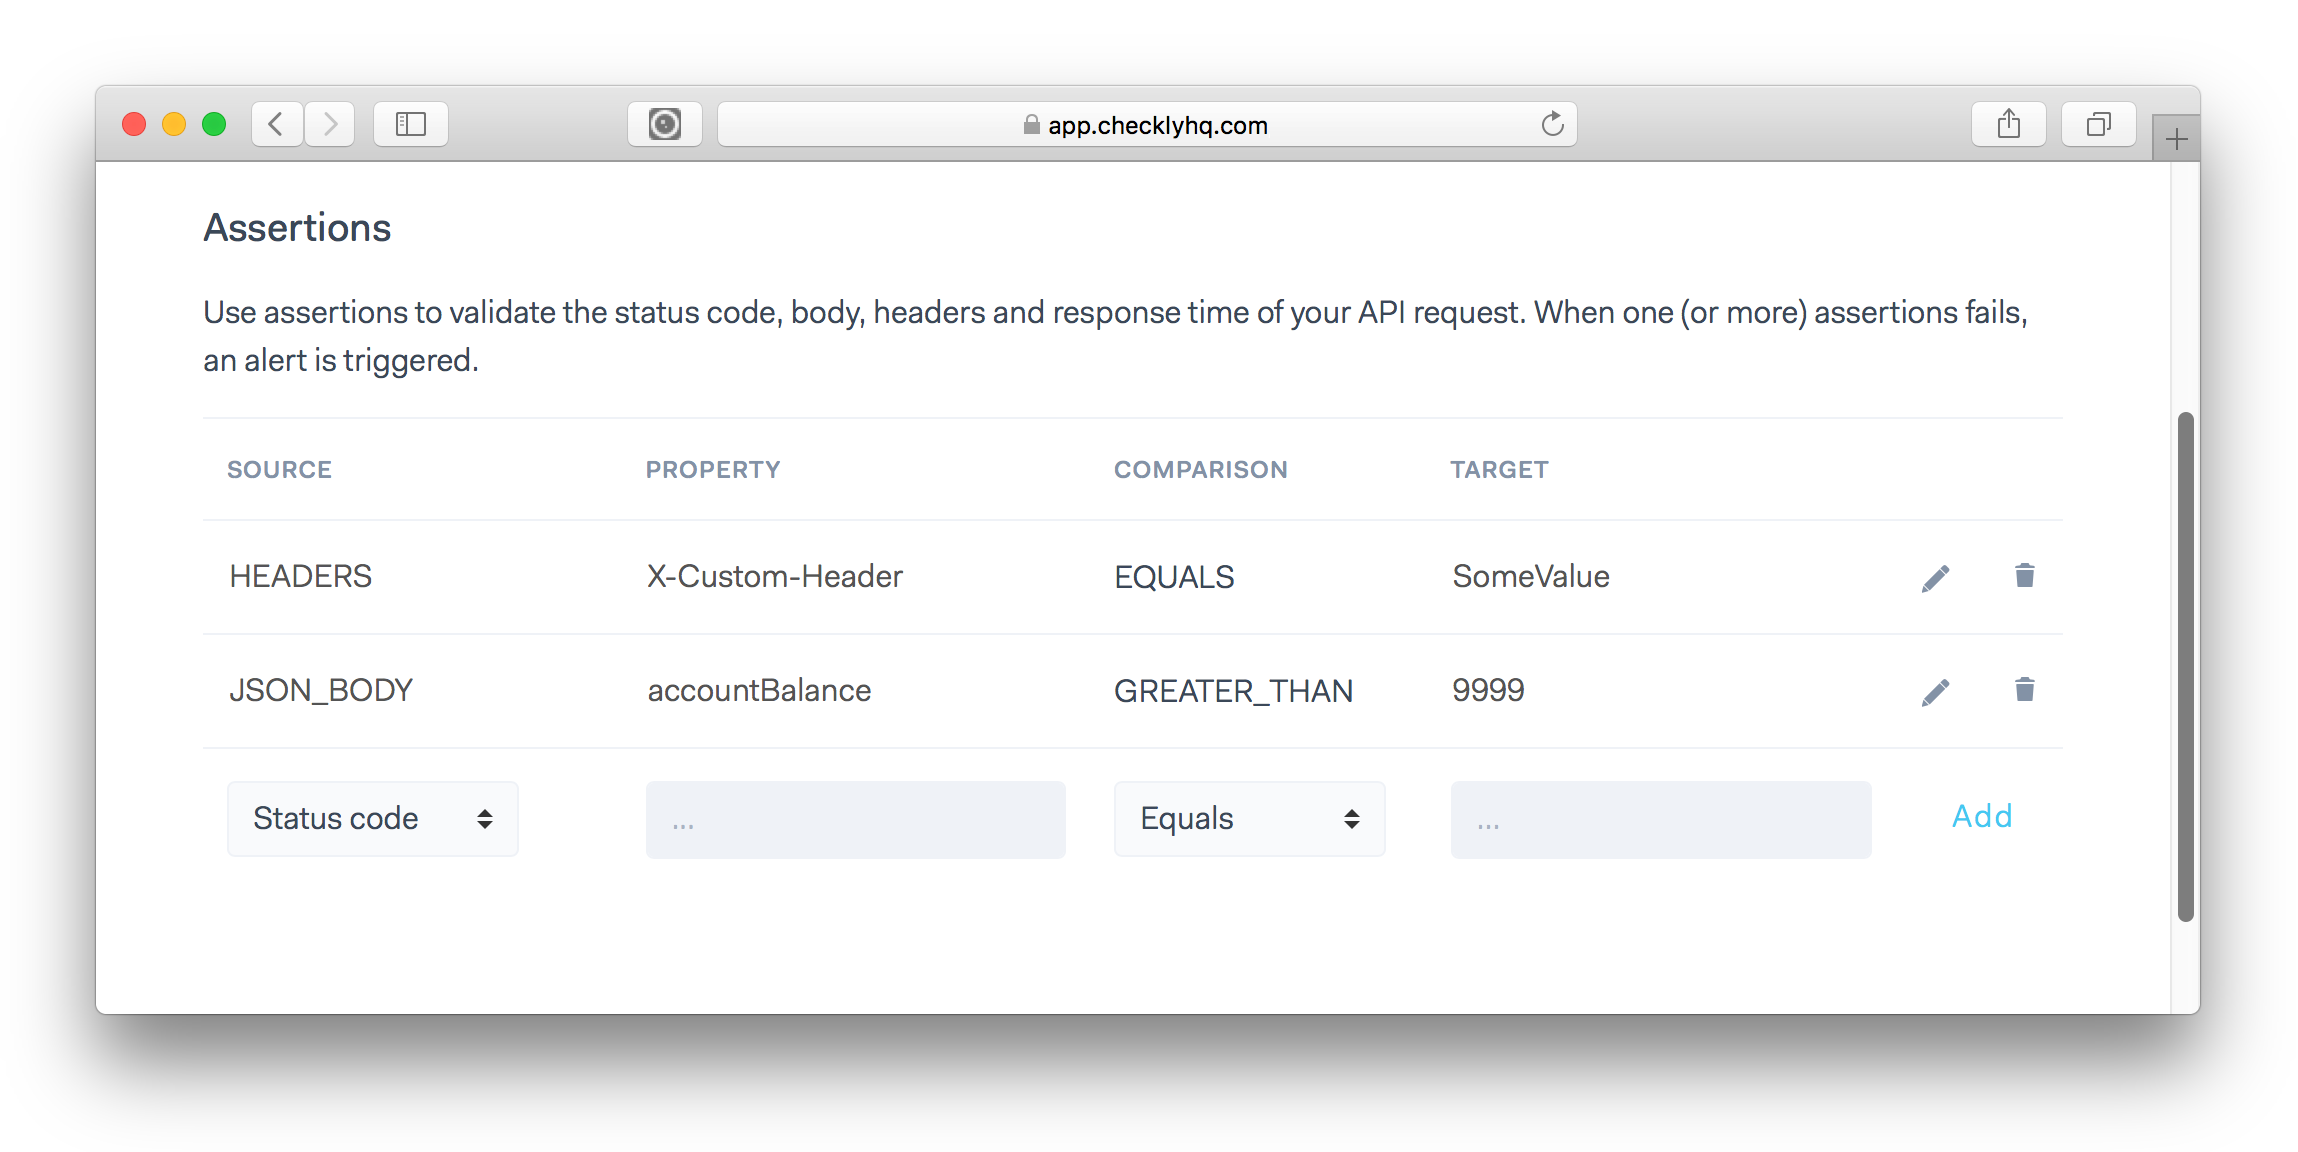 app.checklyhq.com
Assertions
Use assertions to validate the status code, body, headers and response time of your API request. When one (or more) assertions fails,
an alert is triggered.
SOURCE PROPERTY COMPARISON TARGET
HEADERS X-Custom-Header EQUALS SomeValue
JSON_BODY accountBalance GREATER_THAN 9999
Status code ... Equals ... Add